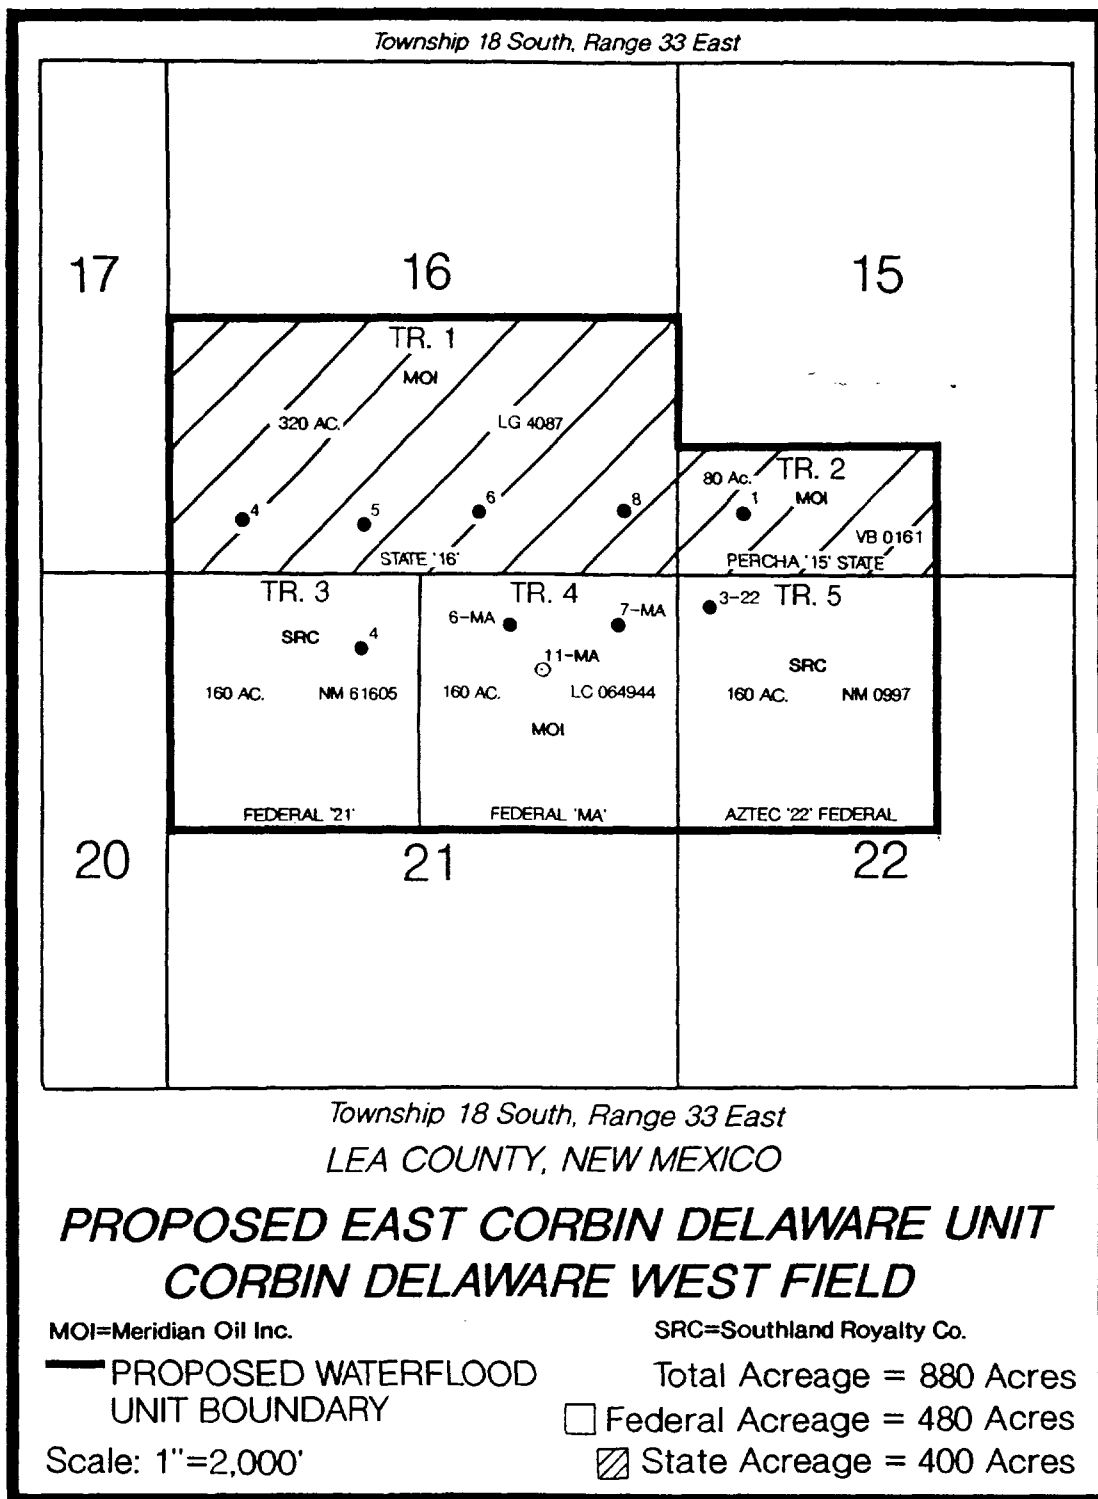 Township 18 South, Range 33 East
17
16
15
TR. 1
MOI
320 AC.
LG 4087
4
5
6
8
STATE '16'
80 Ac.
TR. 2
1
MOI
VB 0161
PERCHA '15' STATE
TR. 3
SRC
4
160 AC.
NM 61605
FEDERAL '21'
TR. 4
6-MA
7-MA
11-MA
160 AC.
LC 064944
MOI
FEDERAL 'MA'
3-22
TR. 5
SRC
160 AC.
NM 0997
AZTEC '22' FEDERAL
20
21
22
Township 18 South, Range 33 East
LEA COUNTY, NEW MEXICO
PROPOSED EAST CORBIN DELAWARE UNIT
CORBIN DELAWARE WEST FIELD
MOI=Meridian Oil Inc.
SRC=Southland Royalty Co.
PROPOSED WATERFLOOD
UNIT BOUNDARY
Scale: 1"=2,000'
Total Acreage = 880 Acres
Federal Acreage = 480 Acres
State Acreage = 400 Acres